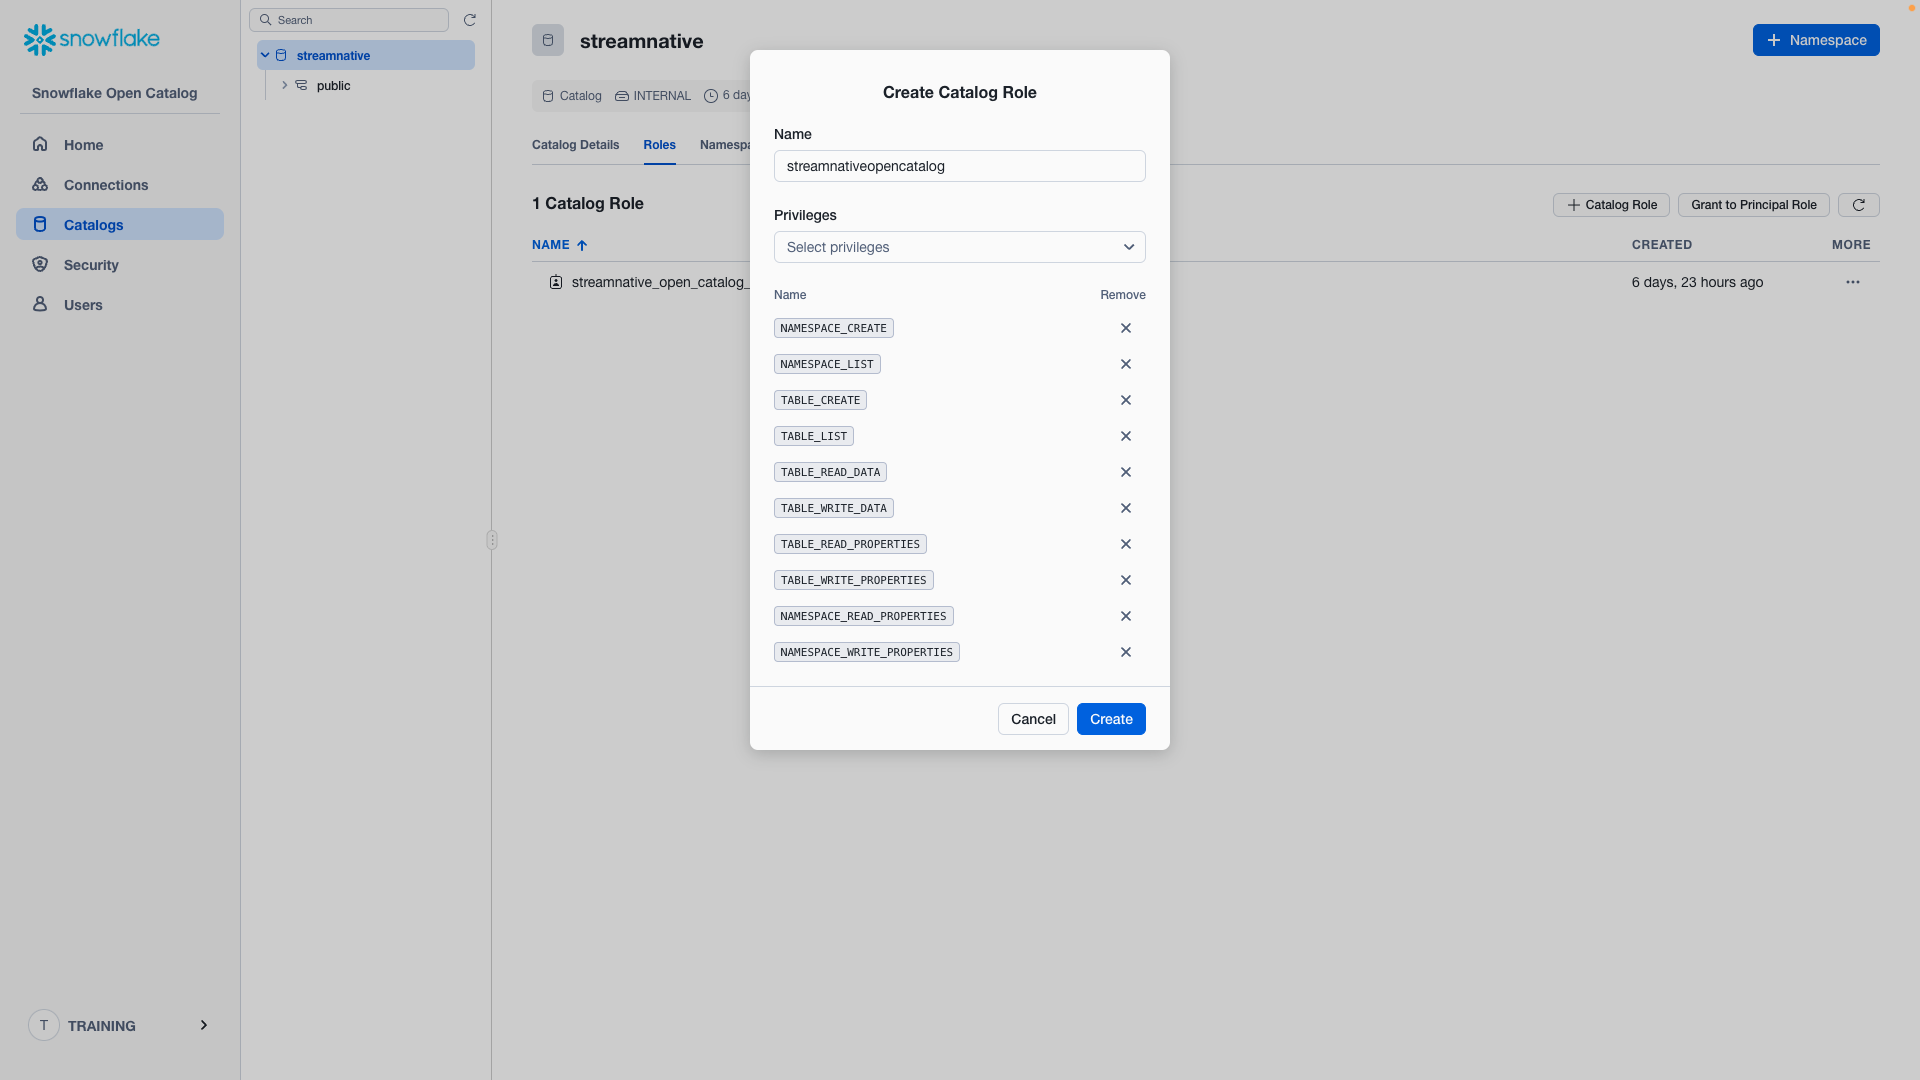 snowflake
Snowflake Open Catalog
Home
Connections
Catalogs
Security
Users
T TRAINING
Search
streamnative
public
streamnative
Namespace
Catalog INTERNAL 6 day
Catalog Details Roles Namespa
1 Catalog Role
Catalog Role Grant to Principal Role
NAME CREATED MORE
streamnative_open_catalog_ 6 days, 23 hours ago
Create Catalog Role
Name
streamnativeopencatalog
Privileges
Select privileges
Name Remove
NAMESPACE_CREATE
NAMESPACE_LIST
TABLE_CREATE
TABLE_LIST
TABLE_READ_DATA
TABLE_WRITE_DATA
TABLE_READ_PROPERTIES
TABLE_WRITE_PROPERTIES
NAMESPACE_READ_PROPERTIES
NAMESPACE_WRITE_PROPERTIES
Cancel Create